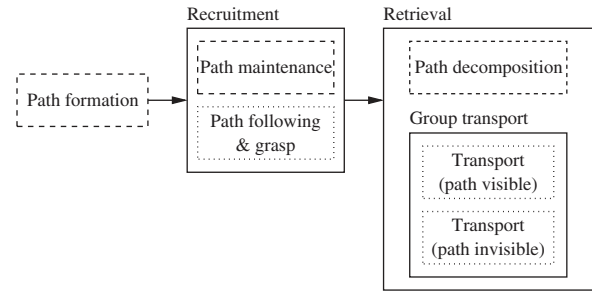 Recruitment
Retrieval
Path formation
Path maintenance
Path following
& grasp
Path decomposition
Group transport
Transport
(path visible)
Transport
(path invisible)